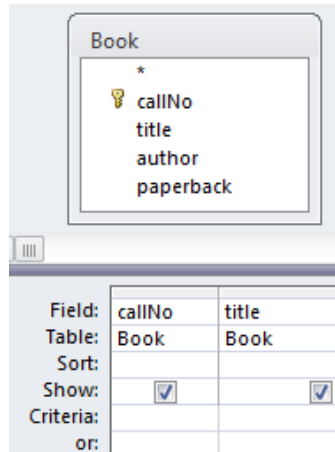 Book
*
callNo
title
author
paperback
Field: callNo title
Table: Book Book
Sort:
Show:
Criteria:
or: